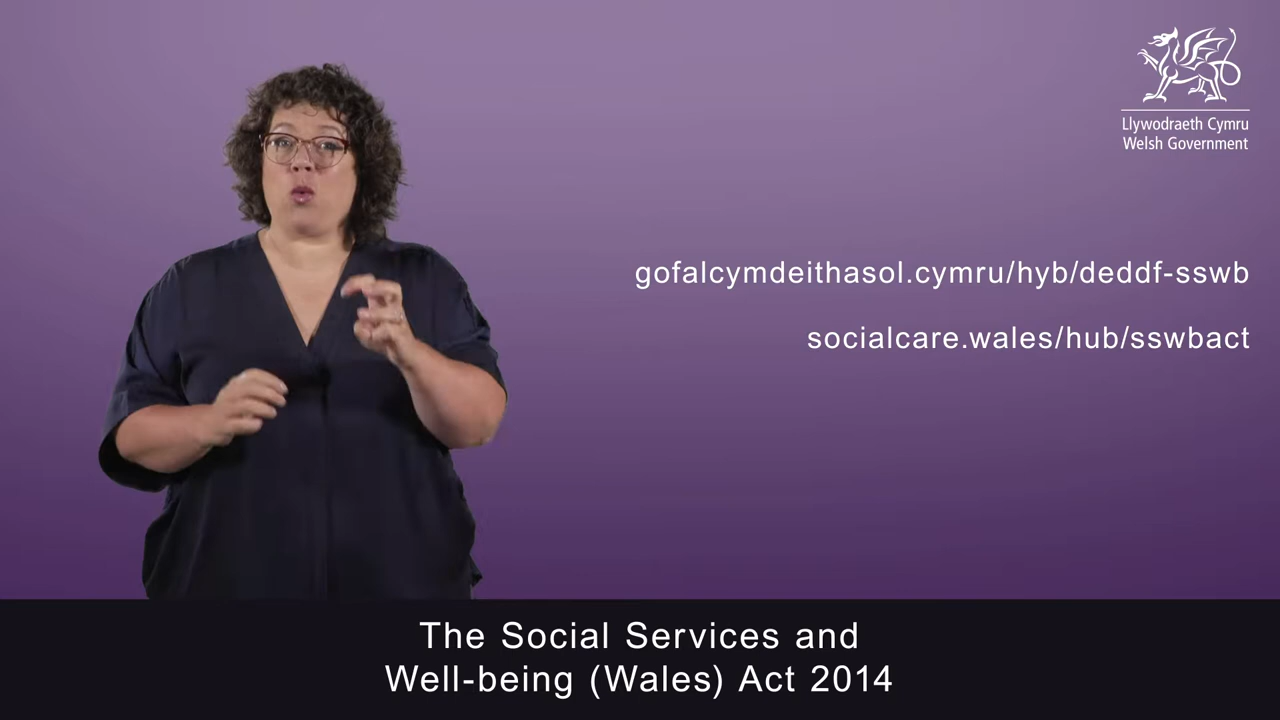 Llywodraeth Cymru
Welsh Government
gofalcymdeithasol.cymru/hyb/deddf-sswb
socialcare.wales/hub/sswbact
The Social Services and
Well-being (Wales) Act 2014